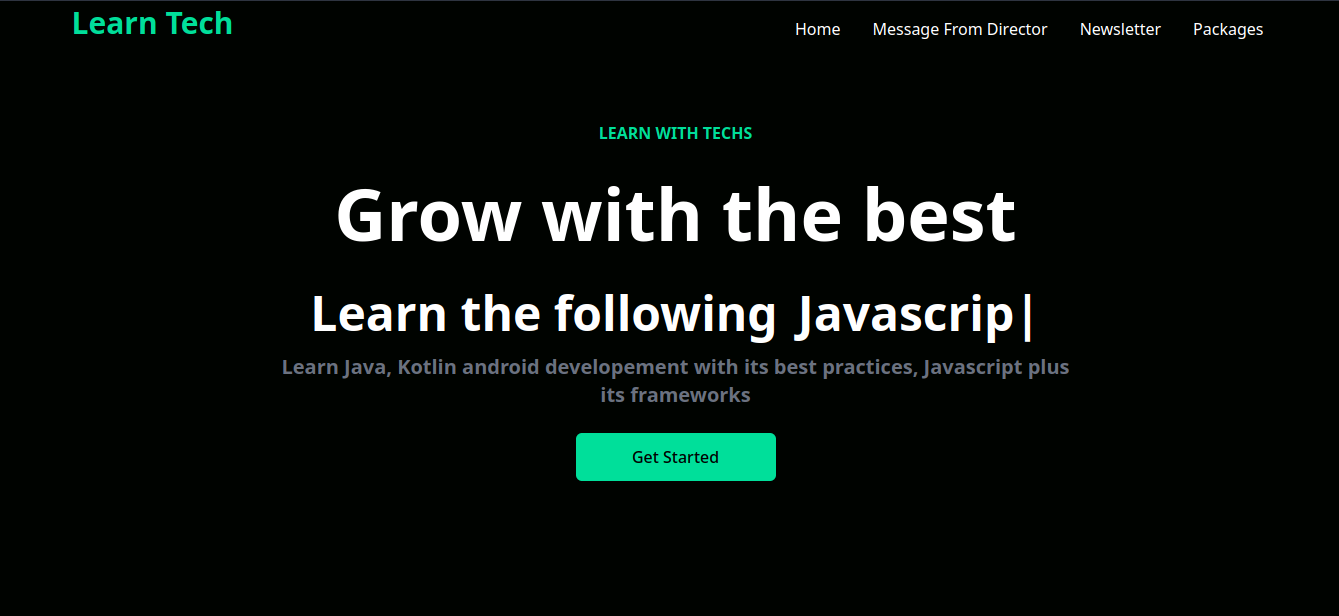 Learn Tech
Home Message From Director Newsletter Packages
LEARN WITH TECHS
Grow with the best
Learn the following Javascrip|
Learn Java, Kotlin android developement with its best practices, Javascript plus
its frameworks
Get Started